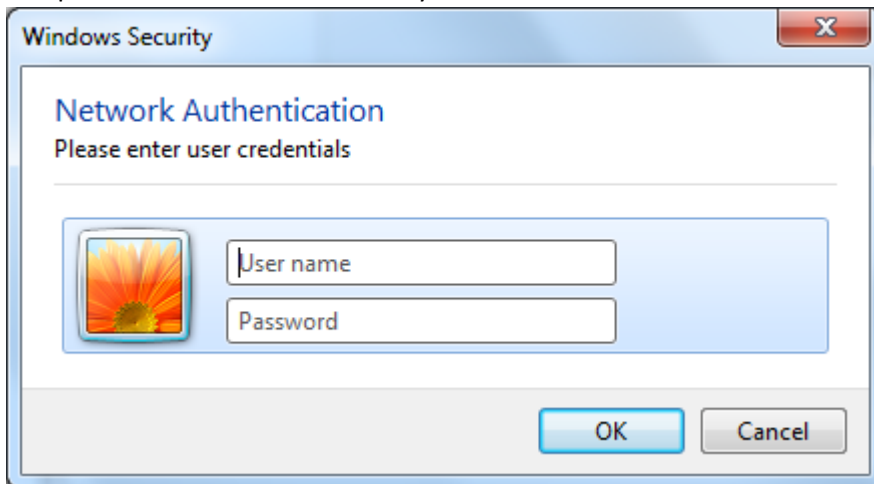 Windows Security
Network Authentication
Please enter user credentials
User name
Password
OK
Cancel